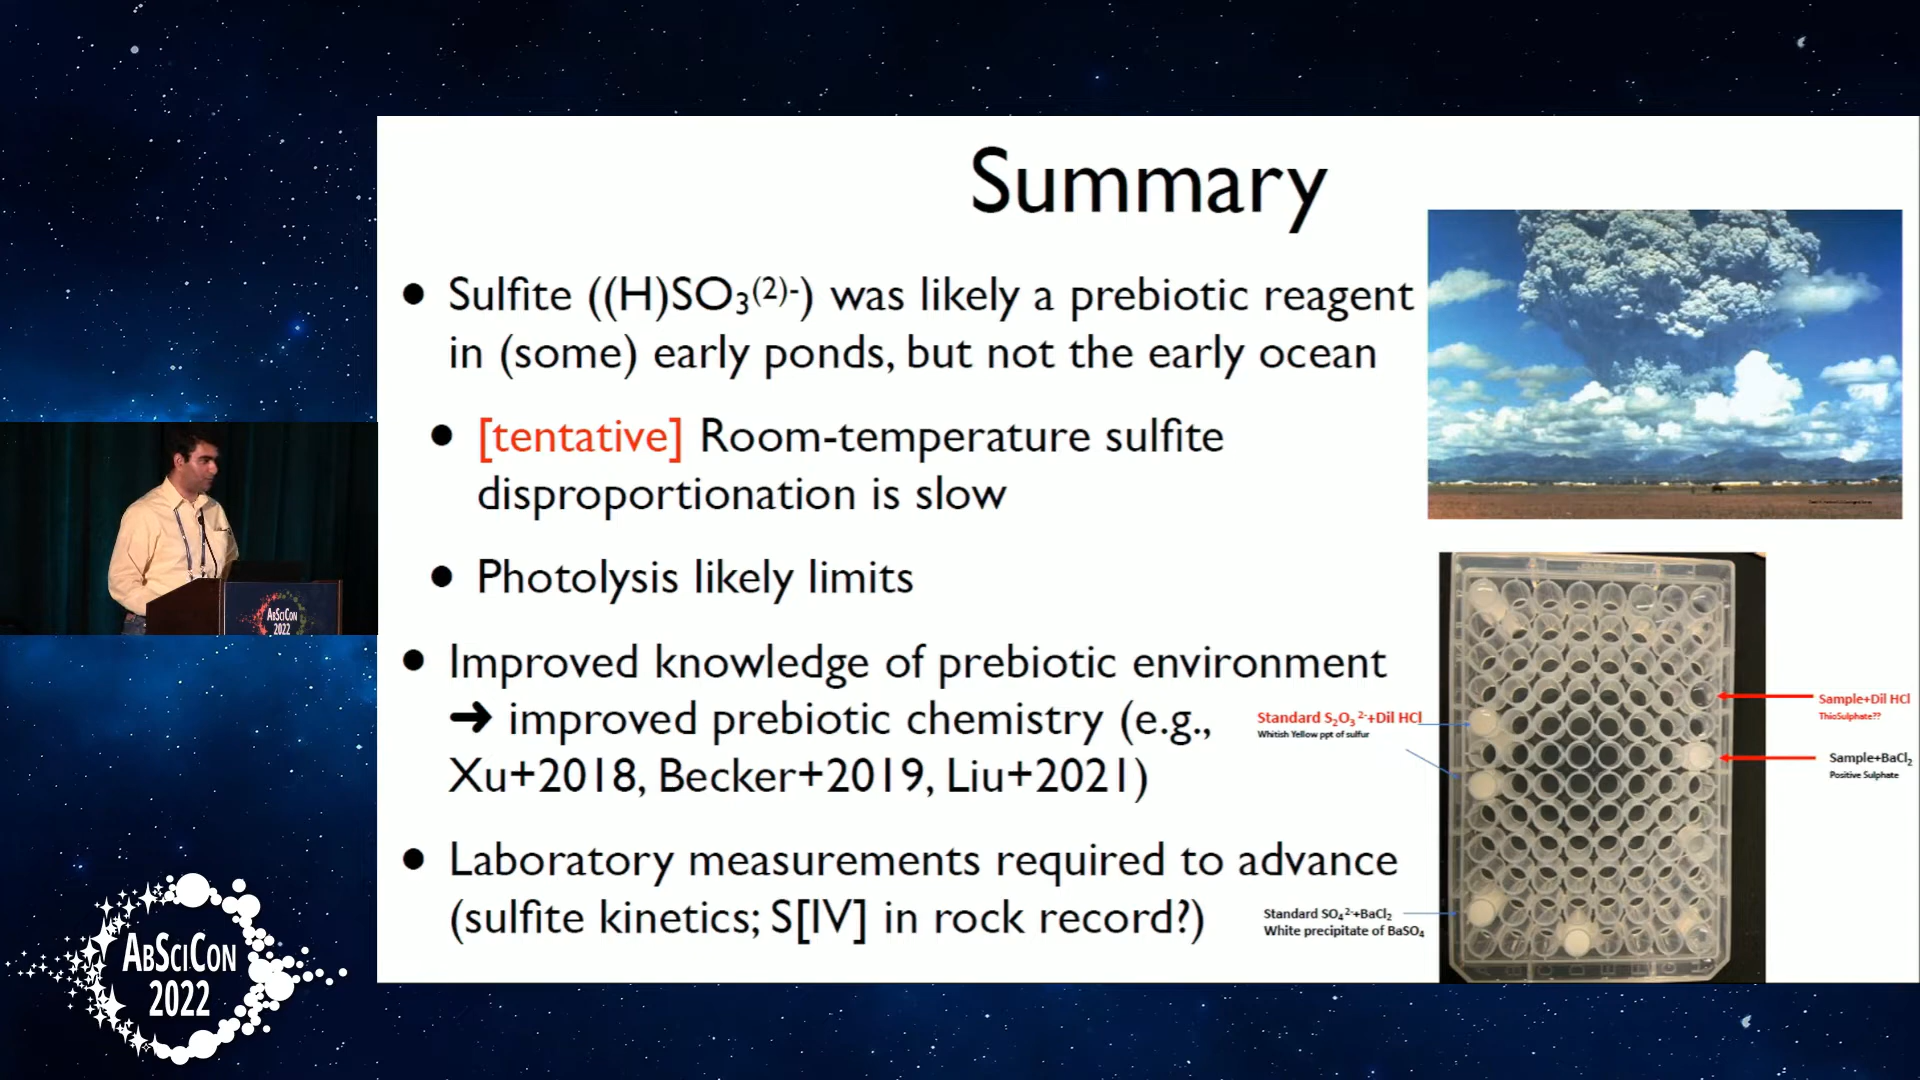 Summary
• Sulfite ((H)SO₃⁽²⁾⁻) was likely a prebiotic reagent
in (some) early ponds, but not the early ocean
• [tentative] Room-temperature sulfite
disproportionation is slow
• Photolysis likely limits
• Improved knowledge of prebiotic environment
➜ improved prebiotic chemistry (e.g.,
Xu+2018, Becker+2019, Liu+2021)
• Laboratory measurements required to advance
(sulfite kinetics; S[IV] in rock record?)
Standard S₂O₃²⁻+Dil HCl
Whitish Yellow ppt of sulfur
Sample+Dil HCl
ThioSulphate??
Sample+BaCl₂
Positive Sulphate
Standard SO₄²⁻+BaCl₂
White precipitate of BaSO₄
ABSCICON
2022
ABSCICON
2022